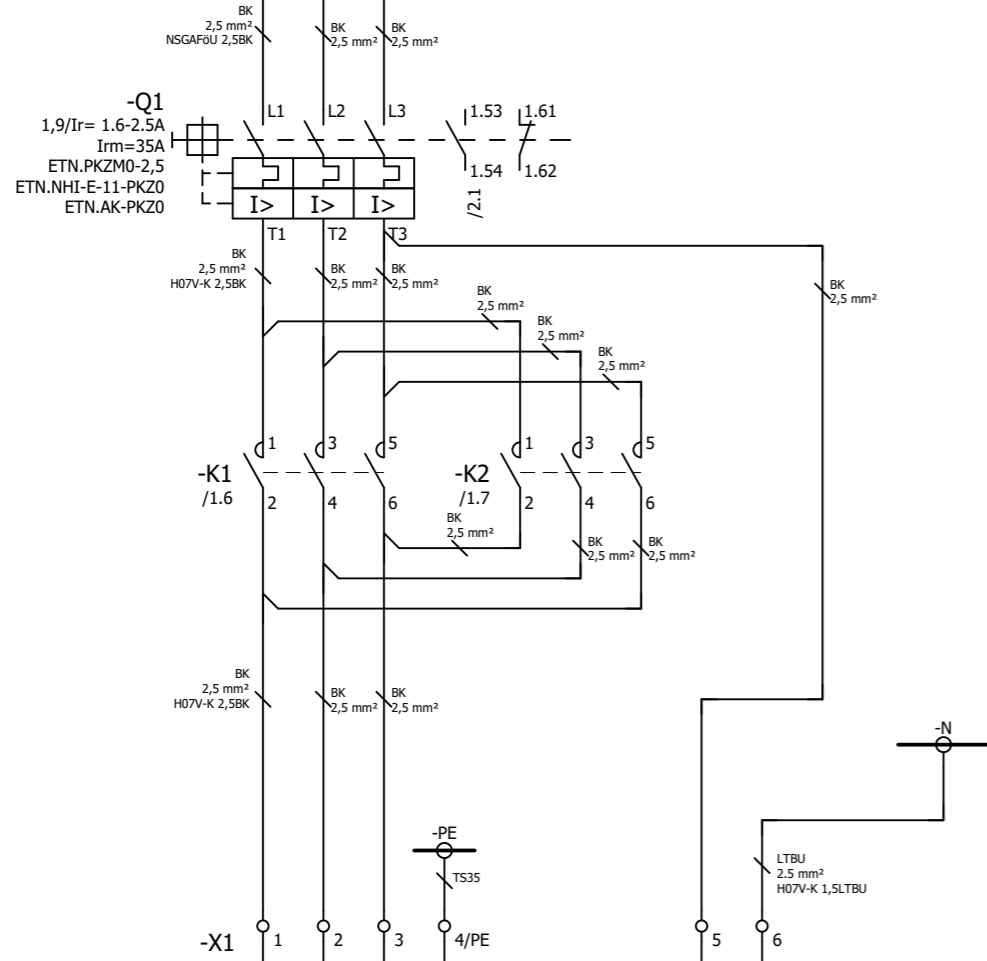 BK
2,5 mm²
NSGAFöU 2,5BK
BK
2,5 mm²
BK
2,5 mm²
-Q1
1,9/Ir= 1.6-2.5A
Irm=35A
ETN.PKZM0-2,5
ETN.NHI-E-11-PKZ0
ETN.AK-PKZ0
L1
L2
L3
1.53
1.61
1.54
1.62
/2.1
I>
I>
I>
T1
T2
T3
BK
2,5 mm²
H07V-K 2,5BK
BK
2,5 mm²
BK
2,5 mm²
BK
2,5 mm²
BK
2,5 mm²
BK
2,5 mm²
BK
2,5 mm²
-K1
/1.6
1
3
5
2
4
6
-K2
/1.7
1
3
5
2
4
6
BK
2,5 mm²
BK
2,5 mm²
BK
2,5 mm²
BK
2,5 mm²
H07V-K 2,5BK
BK
2,5 mm²
BK
2,5 mm²
-N
-PE
TS35
LTBU
2.5 mm²
H07V-K 1,5LTBU
-X1
1
2
3
4/PE
5
6